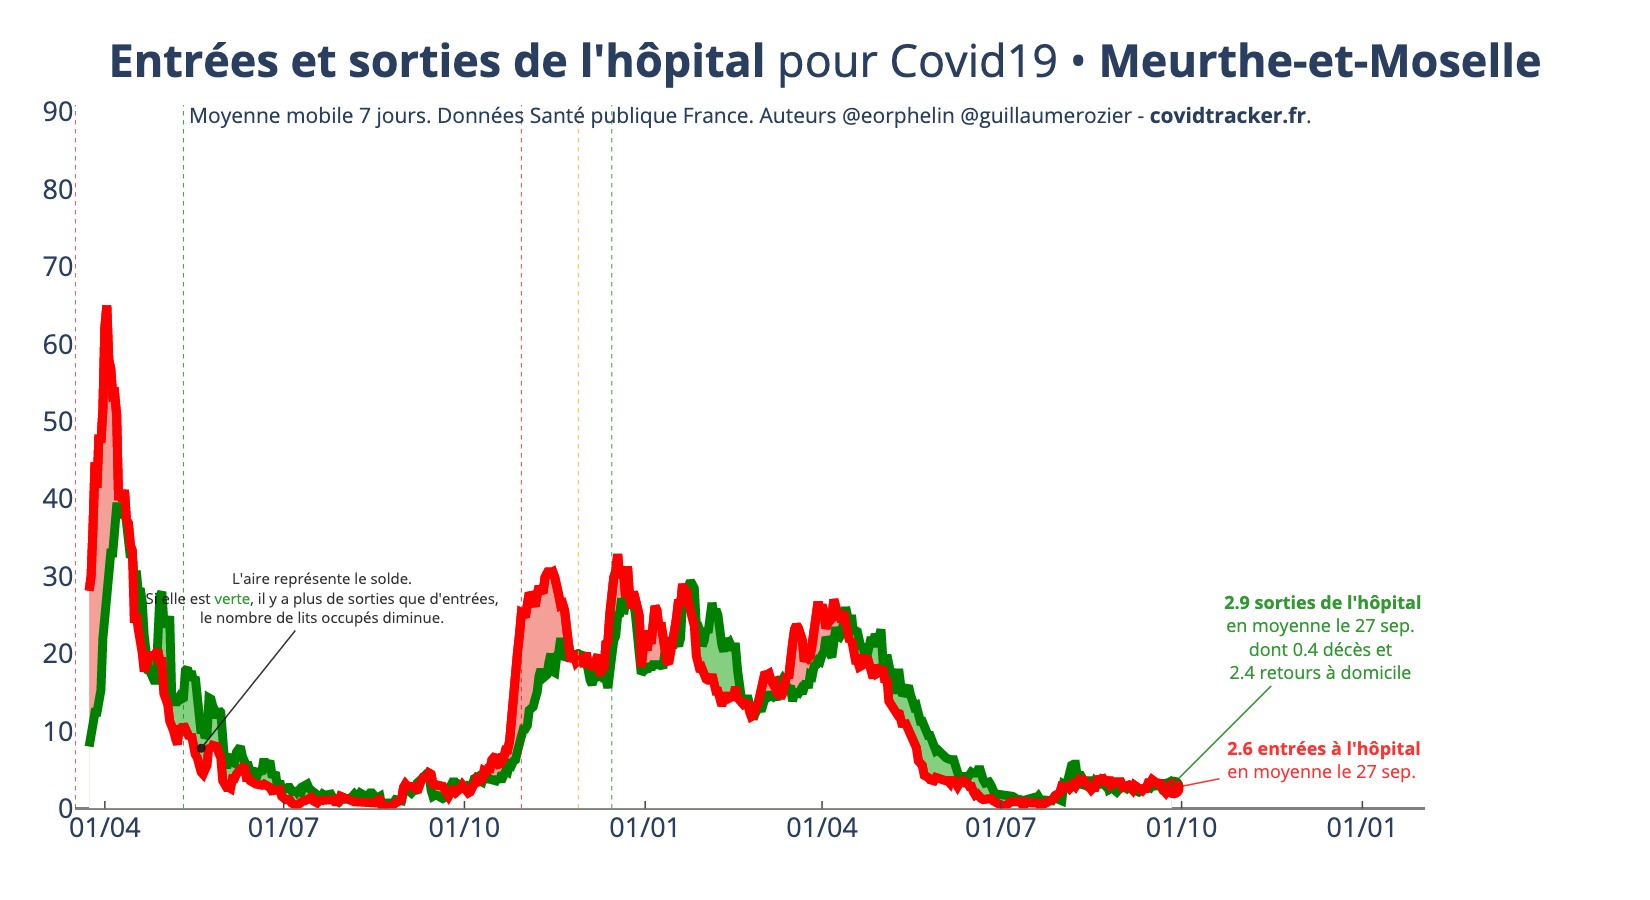 Entrées et sorties de l'hôpital pour Covid19 • Meurthe-et-Moselle
Moyenne mobile 7 jours. Données Santé publique France. Auteurs @eorphelin @guillaumerozier - covidtracker.fr.
90
80
70
60
50
40
30
20
10
0
L'aire représente le solde.
Si elle est verte, il y a plus de sorties que d'entrées,
le nombre de lits occupés diminue.
2.9 sorties de l'hôpital
en moyenne le 27 sep.
dont 0.4 décès et
2.4 retours à domicile
2.6 entrées à l'hôpital
en moyenne le 27 sep.
01/04 01/07 01/10 01/01 01/04 01/07 01/10 01/01